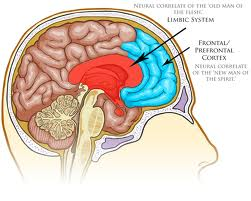 Neural correlate of the 'old man of
the flesh.'
Limbic System
Frontal/
Prefrontal
Cortex
Neural correlate
of the 'new man of
the spirit.'